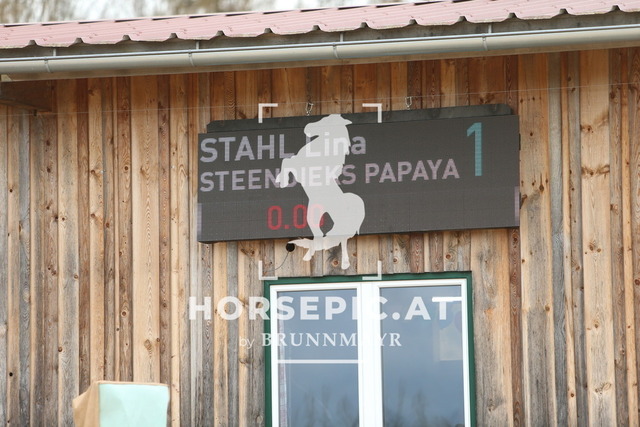 STAHL Lina 1
STEENDIEKS PAPAYA
0.00
HORSEPIC.AT
by BRUNNMAYR